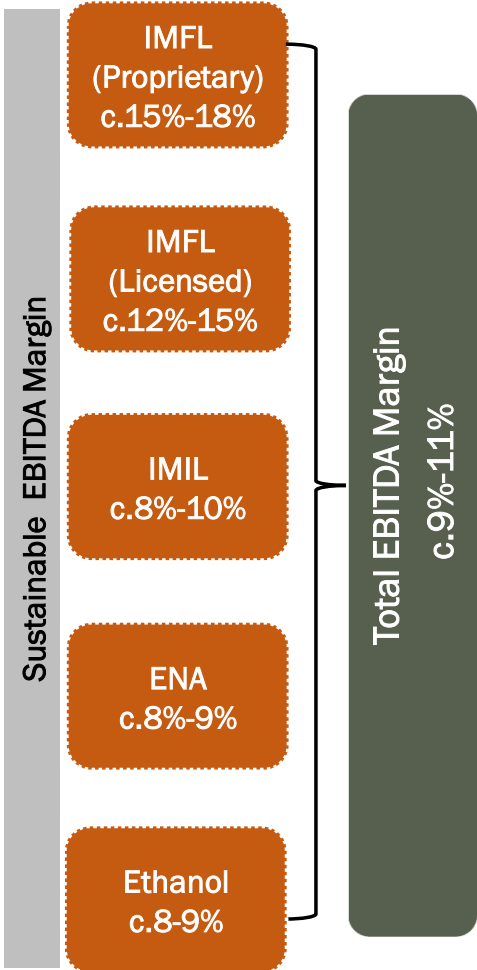 Sustainable EBITDA Margin
IMFL
(Proprietary)
c.15%-18%
IMFL
(Licensed)
c.12%-15%
IMIL
c.8%-10%
ENA
c.8%-9%
Ethanol
c.8-9%
Total EBITDA Margin
c.9%-11%